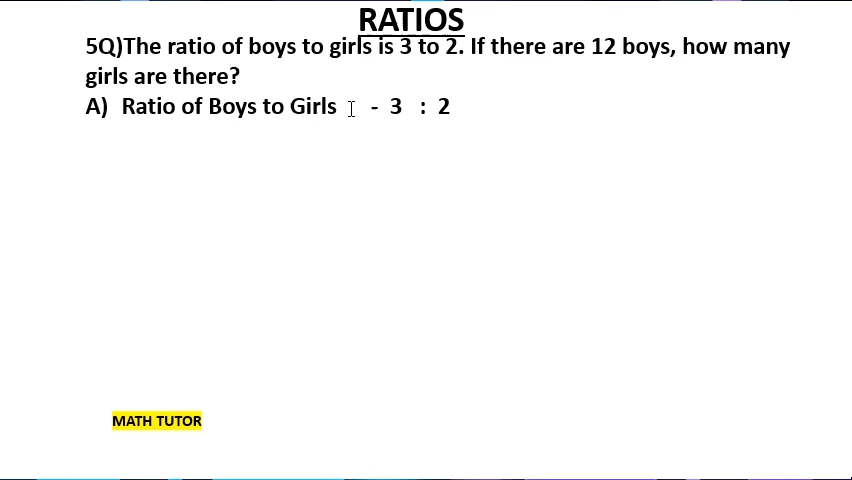 RATIOS
5Q)The ratio of boys to girls is 3 to 2. If there are 12 boys, how many
girls are there?
A) Ratio of Boys to Girls - 3 : 2
MATH TUTOR